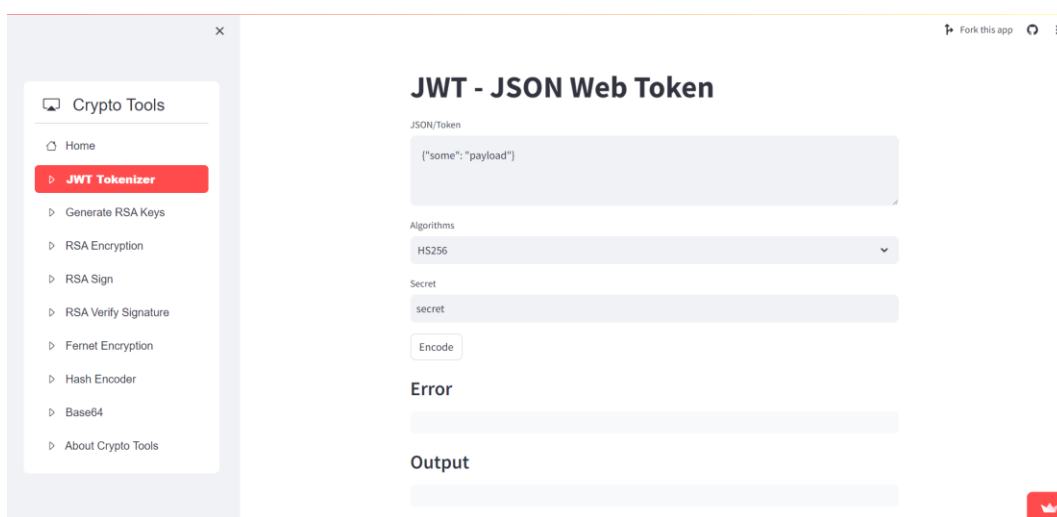 Fork this app
Crypto Tools
Home
JWT Tokenizer
Generate RSA Keys
RSA Encryption
RSA Sign
RSA Verify Signature
Fernet Encryption
Hash Encoder
Base64
About Crypto Tools
JWT - JSON Web Token
JSON/Token
{"some": "payload"}
Algorithms
HS256
Secret
secret
Encode
Error
Output